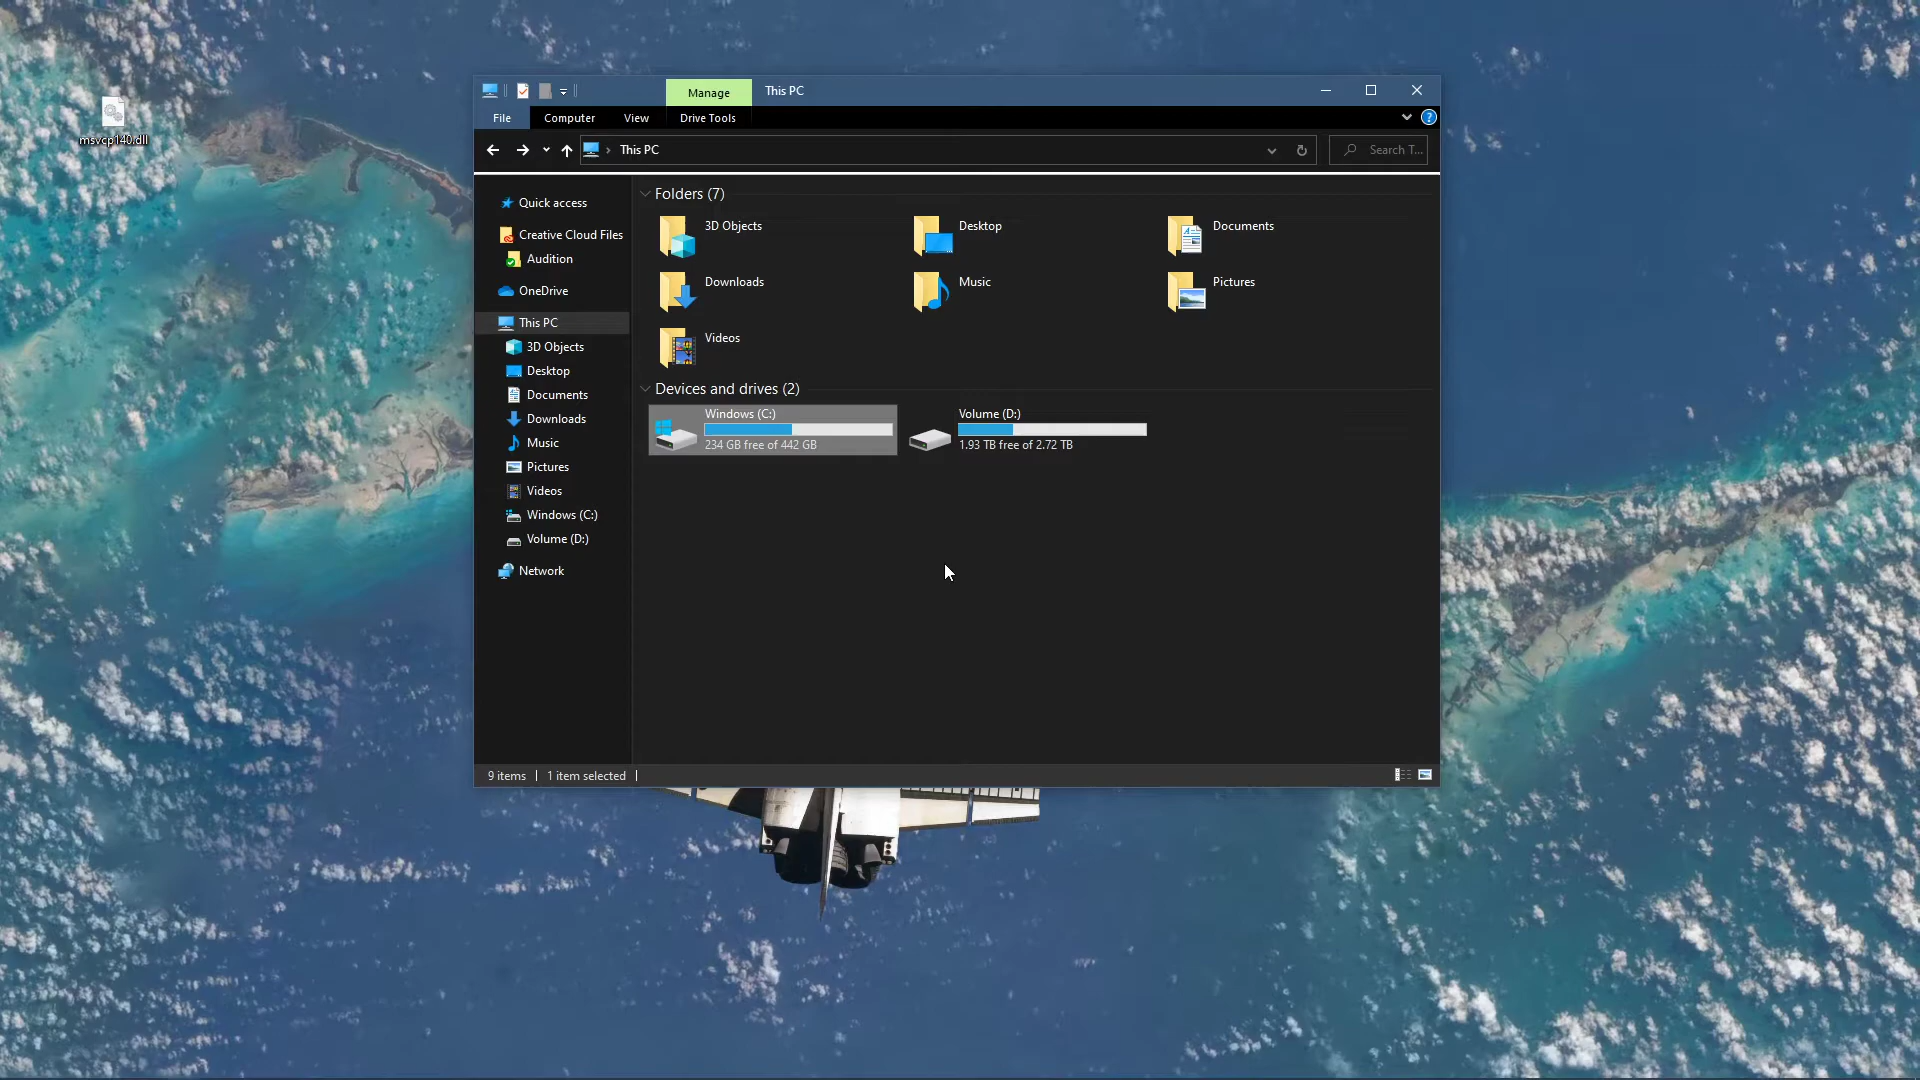 msvcp140.dll
Manage
This PC
File
Computer
View
Drive Tools
This PC
Search T...
Quick access
Creative Cloud Files
Audition
OneDrive
This PC
3D Objects
Desktop
Documents
Downloads
Music
Pictures
Videos
Windows (C:)
Volume (D:)
Network
Folders (7)
3D Objects
Desktop
Documents
Downloads
Music
Pictures
Videos
Devices and drives (2)
Windows (C:)
234 GB free of 442 GB
Volume (D:)
1.93 TB free of 2.72 TB
9 items
1 item selected